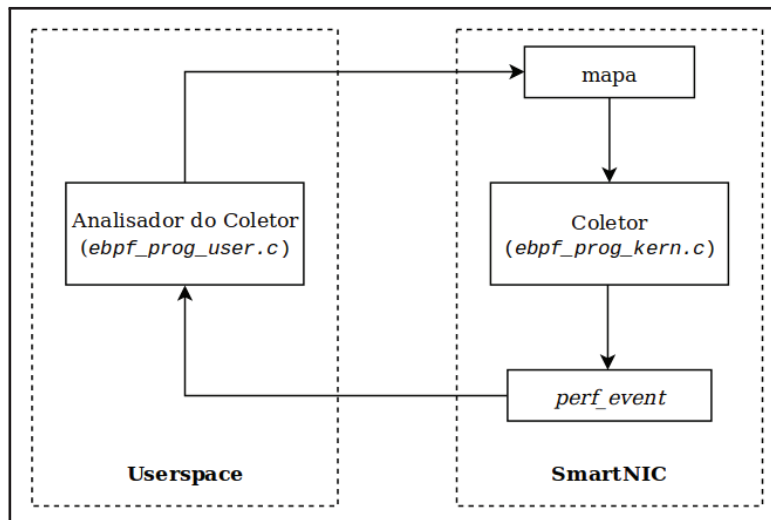 mapa
Analisador do Coletor
(ebpf_prog_user.c)
Coletor
(ebpf_prog_kern.c)
perf_event
Userspace
SmartNIC